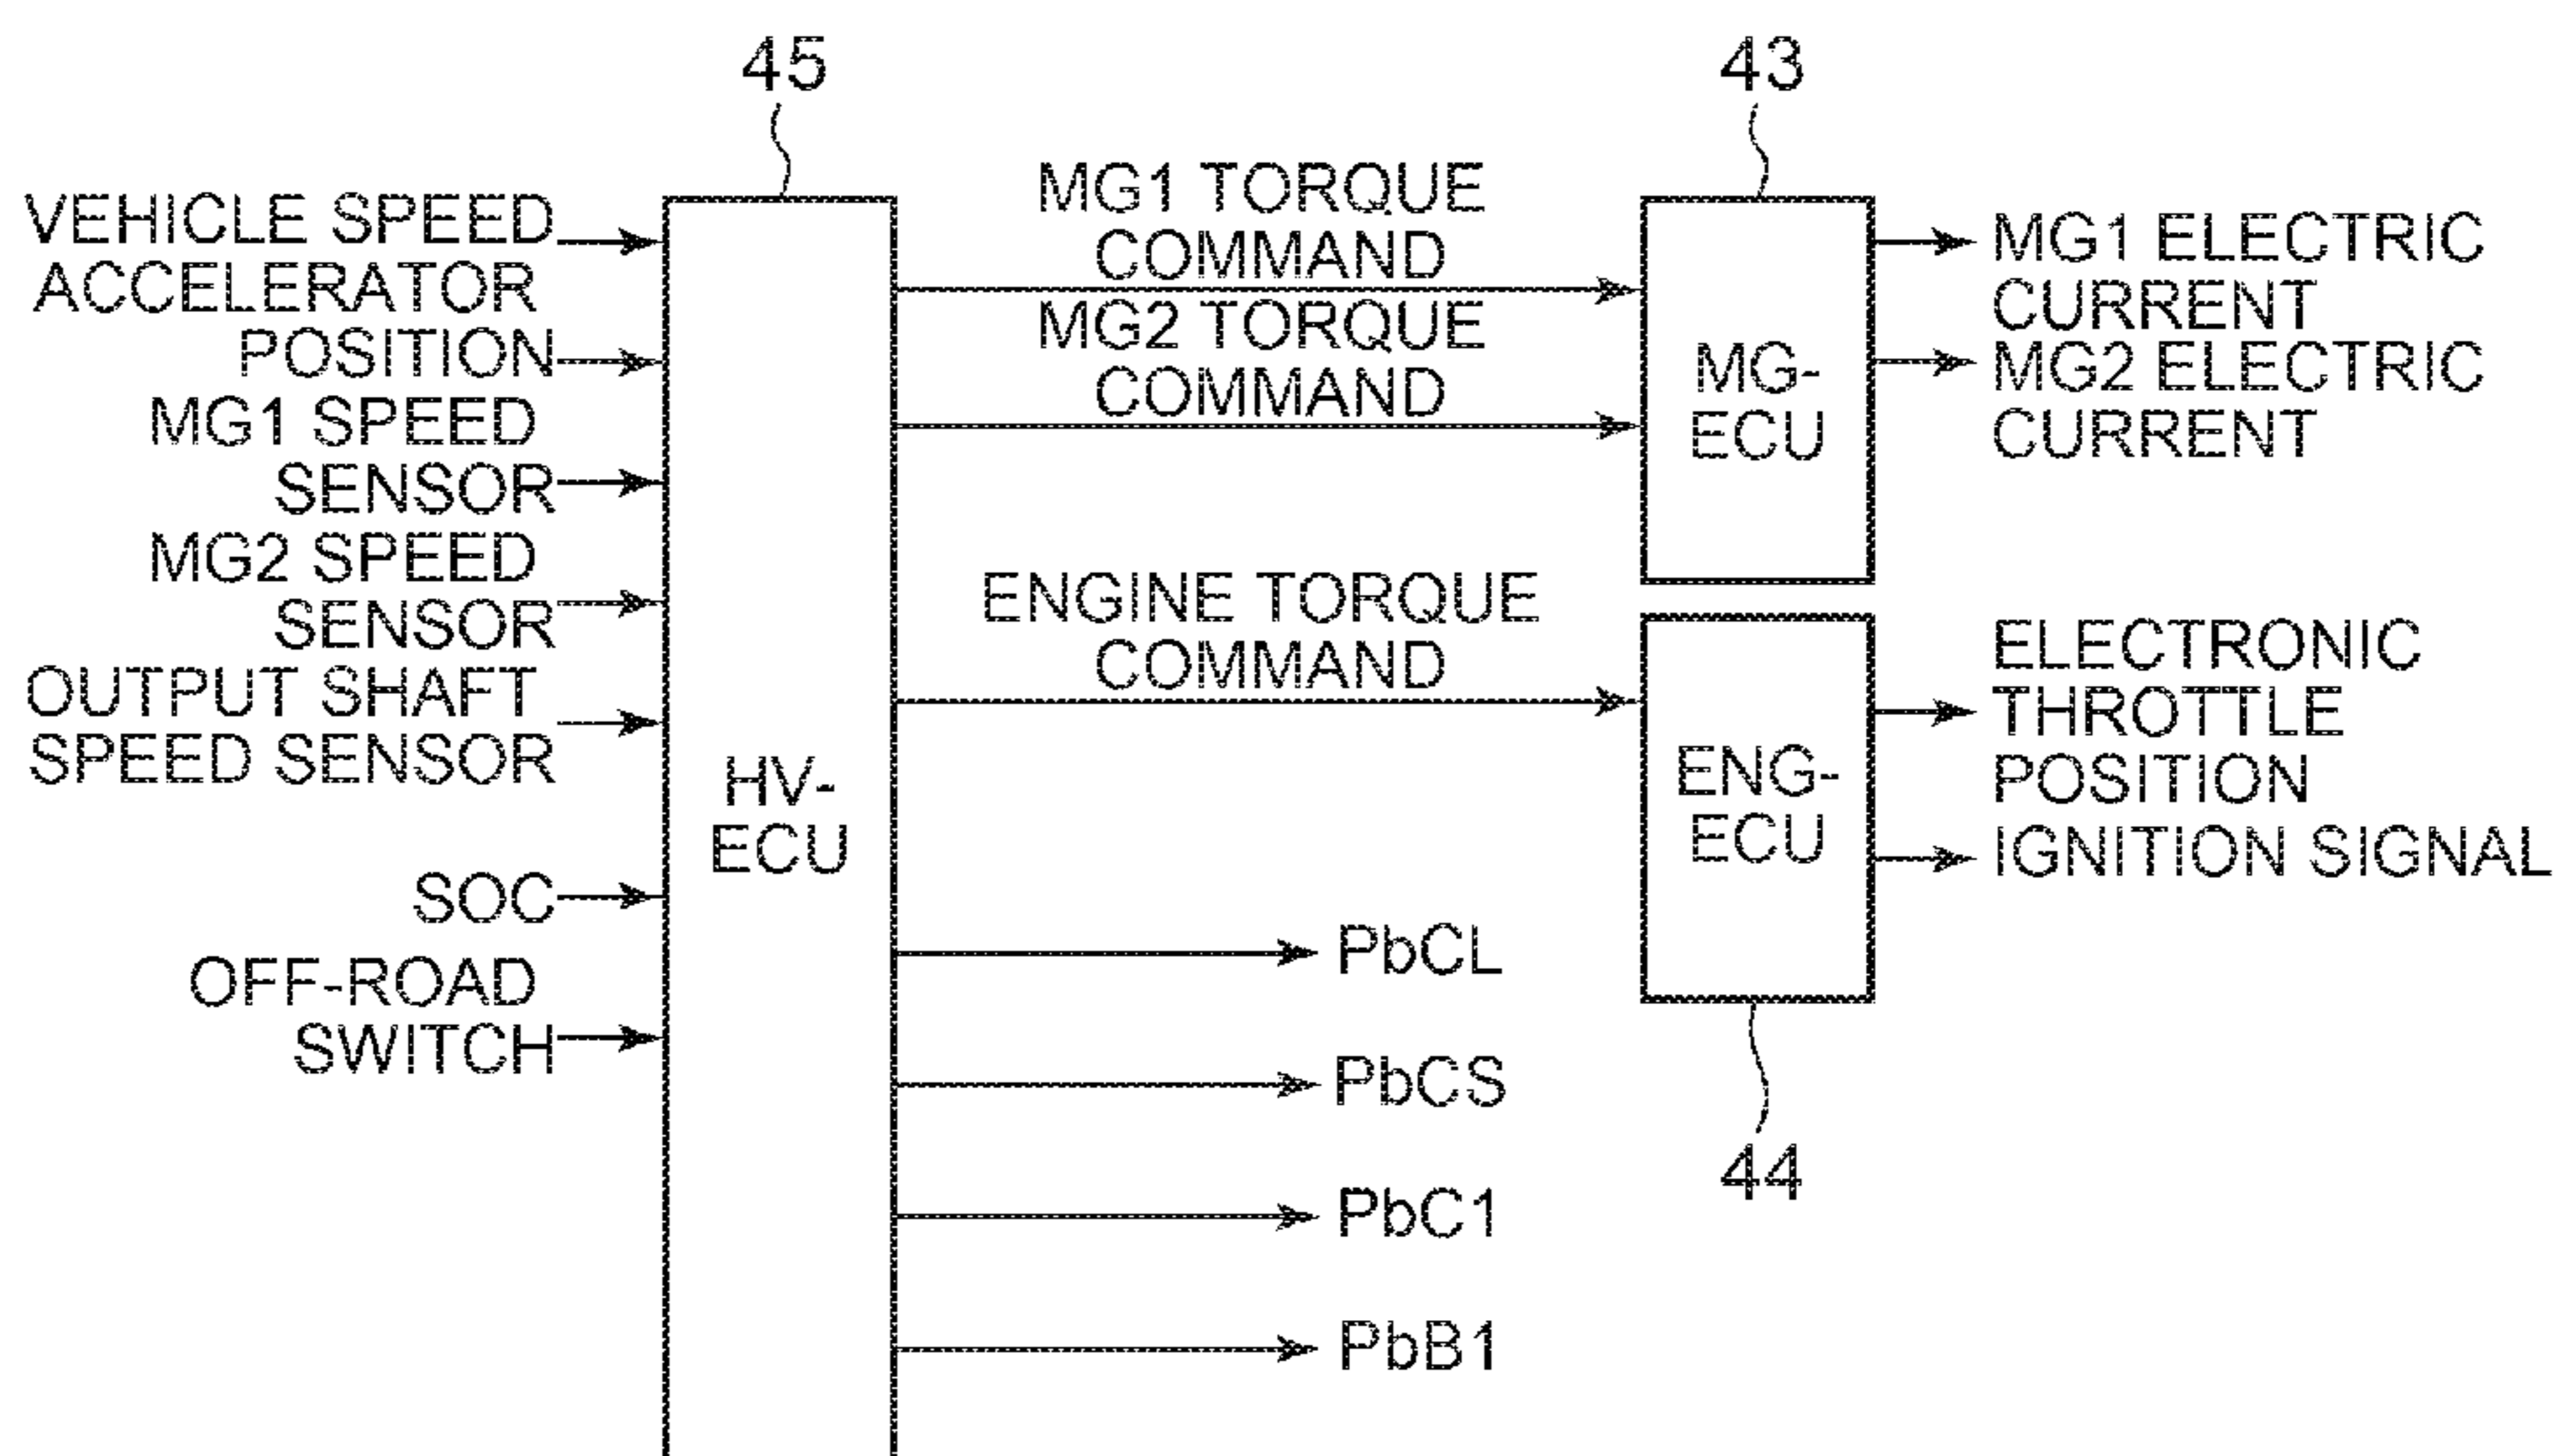 45
43
VEHICLE SPEED
ACCELERATOR
POSITION
MG1 SPEED
SENSOR
MG2 SPEED
SENSOR
OUTPUT SHAFT
SPEED SENSOR
SOC
OFF-ROAD
SWITCH
HV-
ECU
MG1 TORQUE
COMMAND
MG2 TORQUE
COMMAND
ENGINE TORQUE
COMMAND
PbCL
PbCS
PbC1
PbB1
MG-
ECU
ENG-
ECU
44
MG1 ELECTRIC
CURRENT
MG2 ELECTRIC
CURRENT
ELECTRONIC
THROTTLE
POSITION
IGNITION SIGNAL